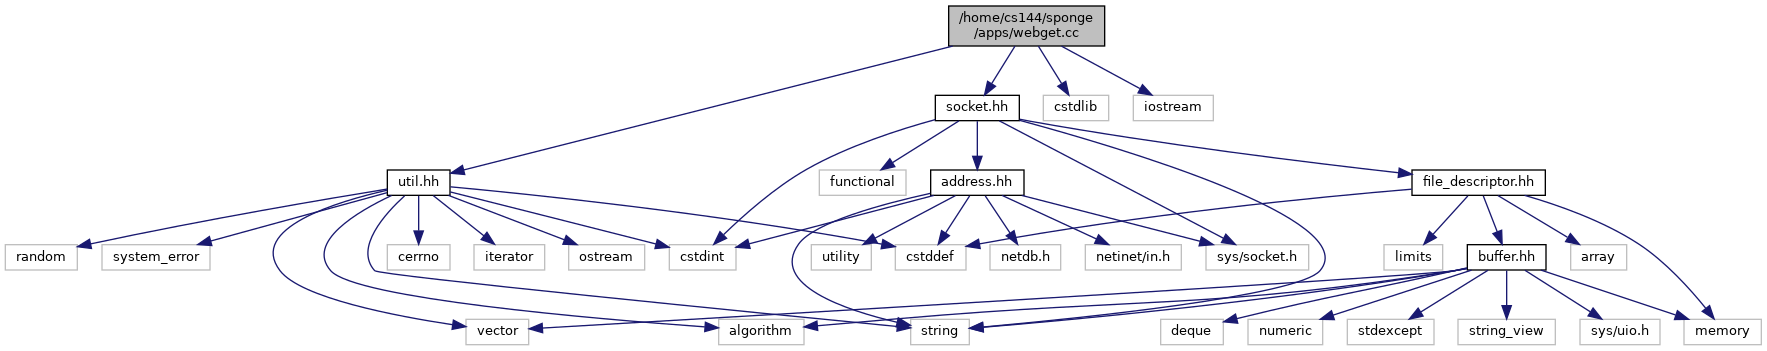 /home/cs144/sponge
/apps/webget.cc
socket.hh
cstdlib
iostream
util.hh
functional
address.hh
file_descriptor.hh
random
system_error
cerrno
iterator
ostream
cstdint
utility
cstddef
netdb.h
netinet/in.h
sys/socket.h
limits
buffer.hh
array
vector
algorithm
string
deque
numeric
stdexcept
string_view
sys/uio.h
memory